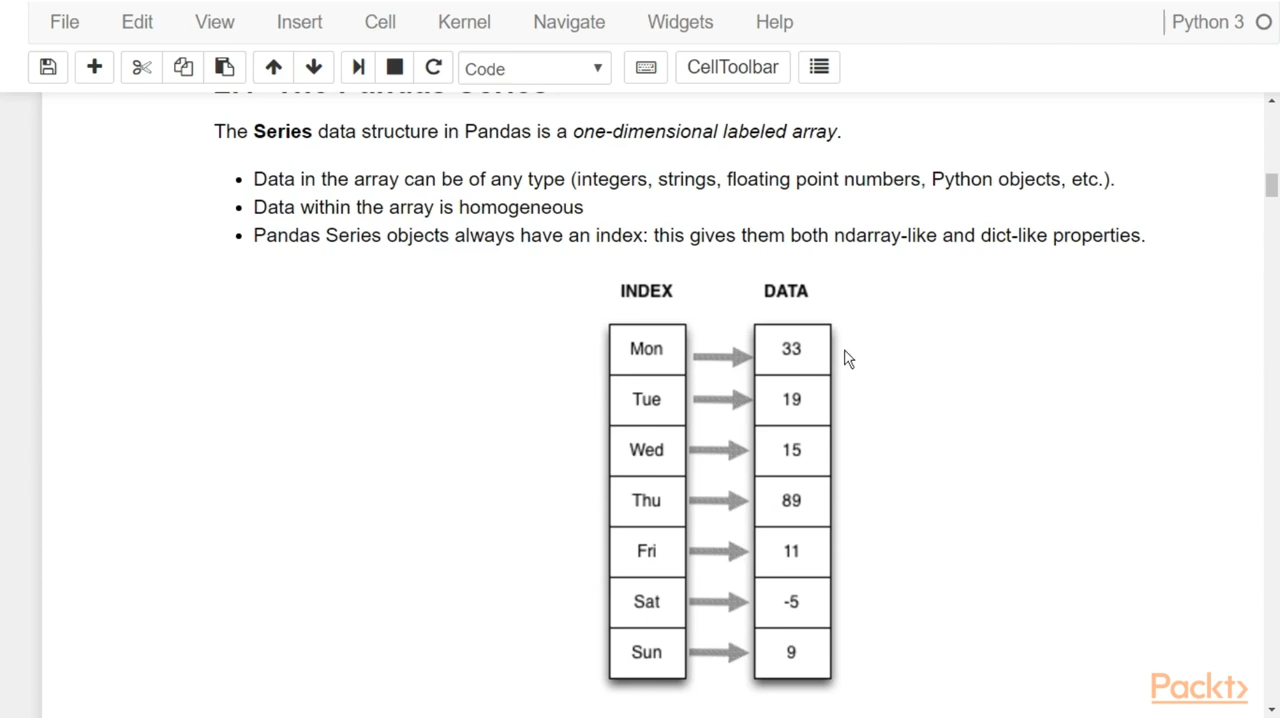 File Edit View Insert Cell Kernel Navigate Widgets Help Python 3
Code CellToolbar
The Pandas Series
The Series data structure in Pandas is a one-dimensional labeled array.
• Data in the array can be of any type (integers, strings, floating point numbers, Python objects, etc.).
• Data within the array is homogeneous
• Pandas Series objects always have an index: this gives them both ndarray-like and dict-like properties.
INDEX DATA
Mon 33
Tue 19
Wed 15
Thu 89
Fri 11
Sat -5
Sun 9
Packt>